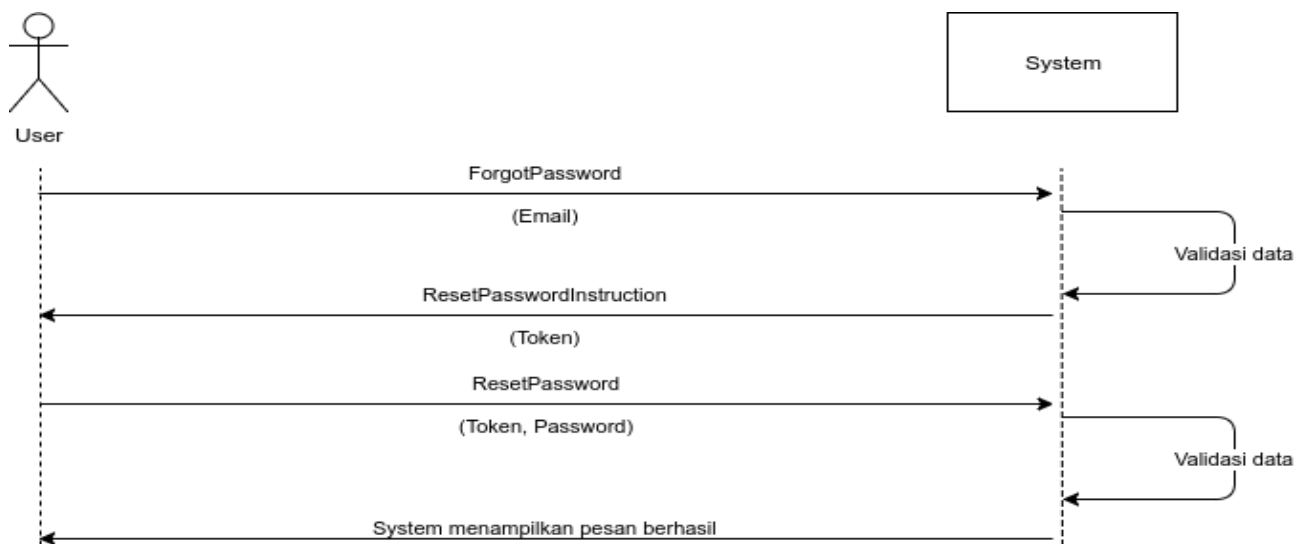 System
User
ForgotPassword
(Email)
Validasi data
ResetPasswordInstruction
(Token)
ResetPassword
(Token, Password)
Validasi data
System menampilkan pesan berhasil